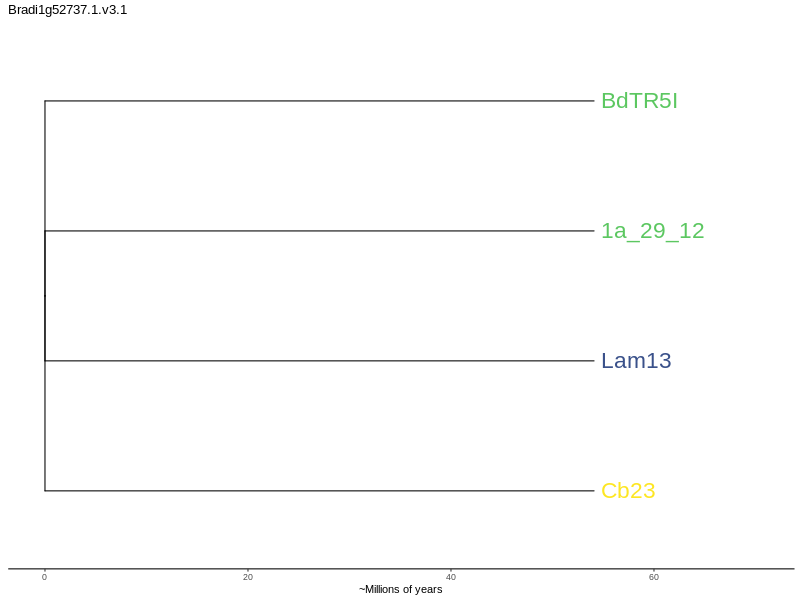 Bradi1g52737.1.v3.1
BdTR5I
1a_29_12
Lam13
Cb23
0 20 40 60
~Millions of years